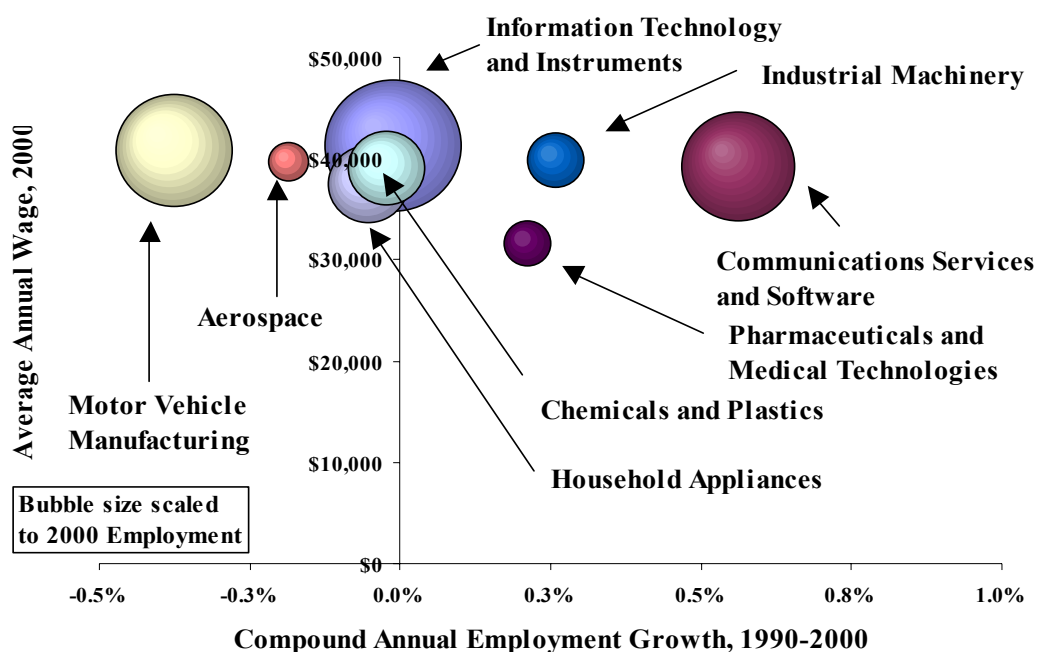 Information Technology
and Instruments
Industrial Machinery
$50,000
$40,000
$30,000
$20,000
$10,000
$0
Average Annual Wage, 2000
Communications Services
and Software
Aerospace
Pharmaceuticals and
Medical Technologies
Motor Vehicle
Manufacturing
Chemicals and Plastics
Household Appliances
Bubble size scaled
to 2000 Employment
-0.5%
-0.3%
0.0%
0.3%
0.5%
0.8%
1.0%
Compound Annual Employment Growth, 1990-2000